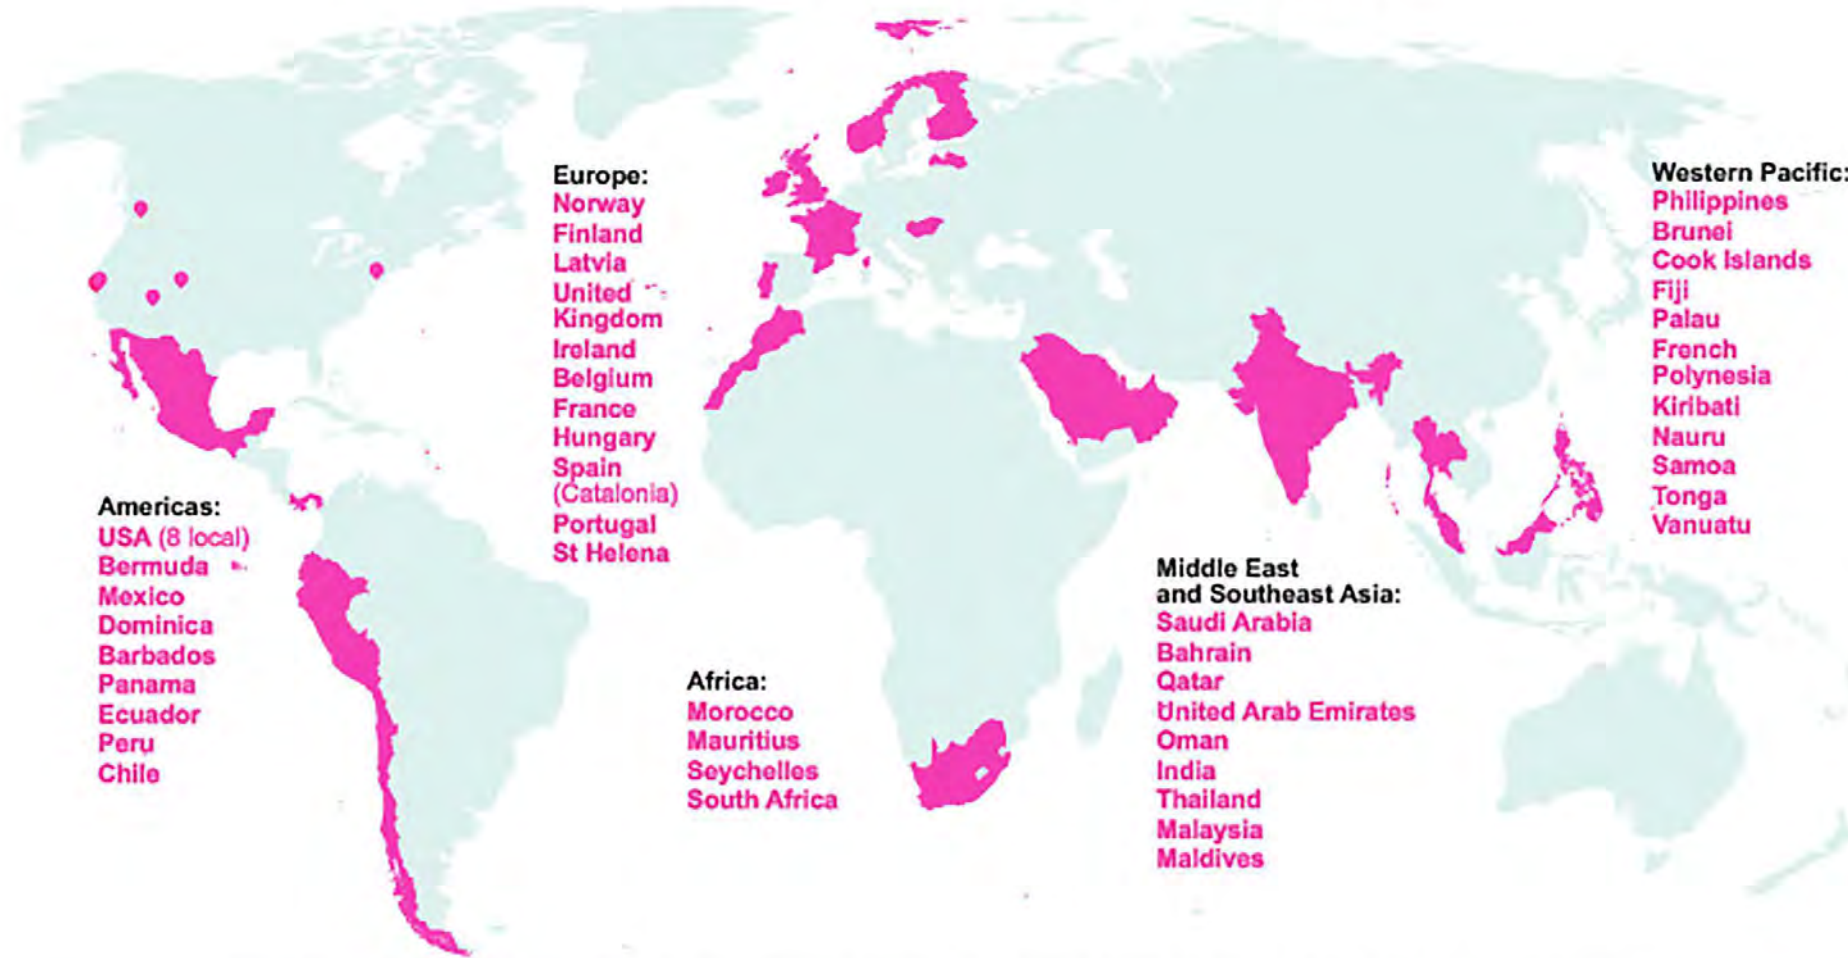 Europe:
Norway
Finland
Latvia
United
Kingdom
Ireland
Belgium
France
Hungary
Spain
(Catalonia)
Portugal
St Helena
Western Pacific:
Philippines
Brunei
Cook Islands
Fiji
Palau
French
Polynesia
Kiribati
Nauru
Samoa
Tonga
Vanuatu
Americas:
USA (8 local)
Bermuda
Mexico
Dominica
Barbados
Panama
Ecuador
Peru
Chile
Africa:
Morocco
Mauritius
Seychelles
South Africa
Middle East
and Southeast Asia:
Saudi Arabia
Bahrain
Qatar
United Arab Emirates
Oman
India
Thailand
Malaysia
Maldives